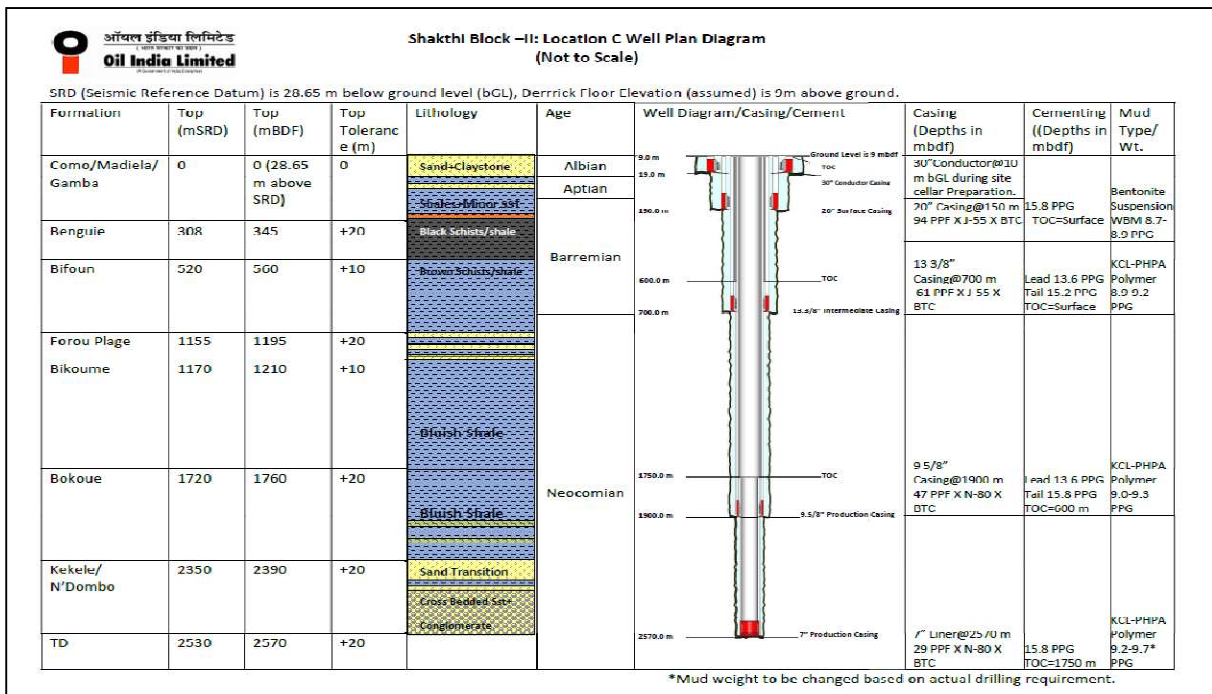 ऑयल इंडिया लिमिटेड
Oil India Limited
Shakthi Block –II: Location C Well Plan Diagram
(Not to Scale)
SRD (Seismic Reference Datum) is 28.65 m below ground level (bGL), Derrrick Floor Elevation (assumed) is 9m above ground.
Formation
Top
(mSRD)
Top
(mBDF)
Top
Toleranc
e (m)
Lithology
Age
Well Diagram/Casing/Cement
Casing
(Depths in
mbdf)
Cementing
((Depths in
mbdf)
Mud
Type/
Wt.
Como/Madiela/
Gamba
0
0 (28.65
m above
SRD)
0
Sand+Claystone
Shales+Minor sst
Albian
Aptian
Barremian
Neocomian
Benguie
308
345
+20
Black Schists/shale
Bifoun
520
560
+10
Brown Schists/shale
Forou Plage
1155
1195
+20
Bikoume
1170
1210
+10
Bluish Shale
Bokoue
1720
1760
+20
Bluish Shale
Kekele/
N'Dombo
2350
2390
+20
Sand Transition
Cross Bedded Sst+
Conglomerate
TD
2530
2570
+20
9.0 m
Ground Level is 9 mbdf
TOC
19.0 m
30" Conductor Casing
150.0 m
20" Surface Casing
600.0 m
TOC
700.0 m
13.3/8" Intermediate Casing
1750.0 m
TOC
1900.0 m
9.5/8" Production Casing
2570.0 m
7" Production Casing
30"Conductor@10
m bGL during site
cellar Preparation.
20" Casing@150 m
94 PPF X J-55 X BTC
15.8 PPG
TOC=Surface
Bentonite
Suspension
WBM 8.7-
8.9 PPG
13 3/8"
Casing@700 m
61 PPF X J-55 X
BTC
Lead 13.6 PPG
Tail 15.2 PPG
TOC=Surface
KCL-PHPA
Polymer
8.9-9.2
PPG
9 5/8"
Casing@1900 m
47 PPF X N-80 X
BTC
Lead 13.6 PPG
Tail 15.8 PPG
TOC=600 m
KCL-PHPA
Polymer
9.0-9.3
PPG
7" Liner@2570 m
29 PPF X N-80 X
BTC
15.8 PPG
TOC=1750 m
KCL-PHPA
Polymer
9.2-9.7*
PPG
*Mud weight to be changed based on actual drilling requirement.